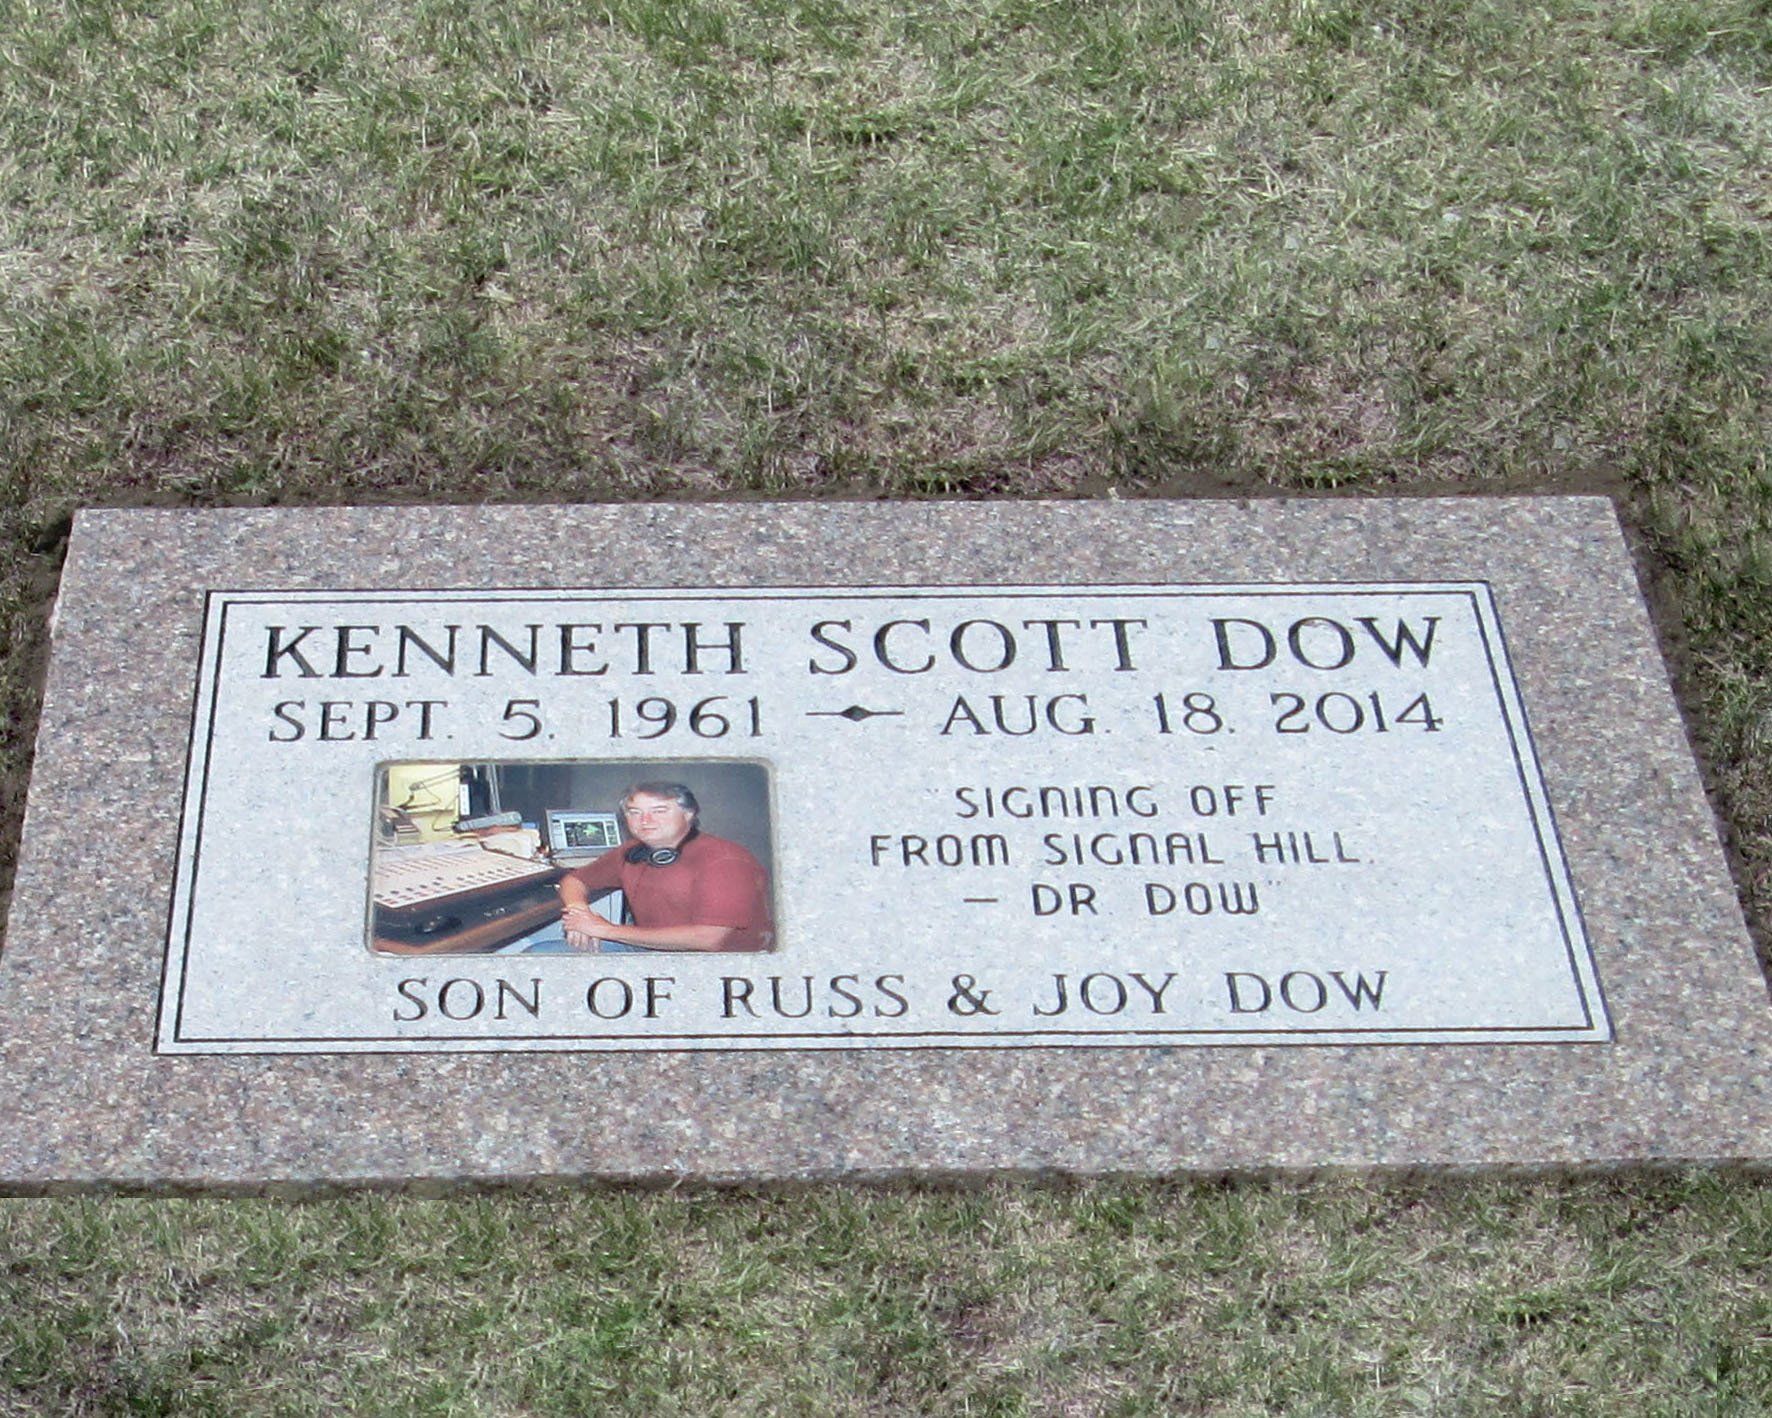 KENNETH SCOTT DOW
SEPT. 5. 1961 AUG. 18. 2014
"SIGNING OFF
FROM SIGNAL HILL.
— DR. DOW"
SON OF RUSS & JOY DOW